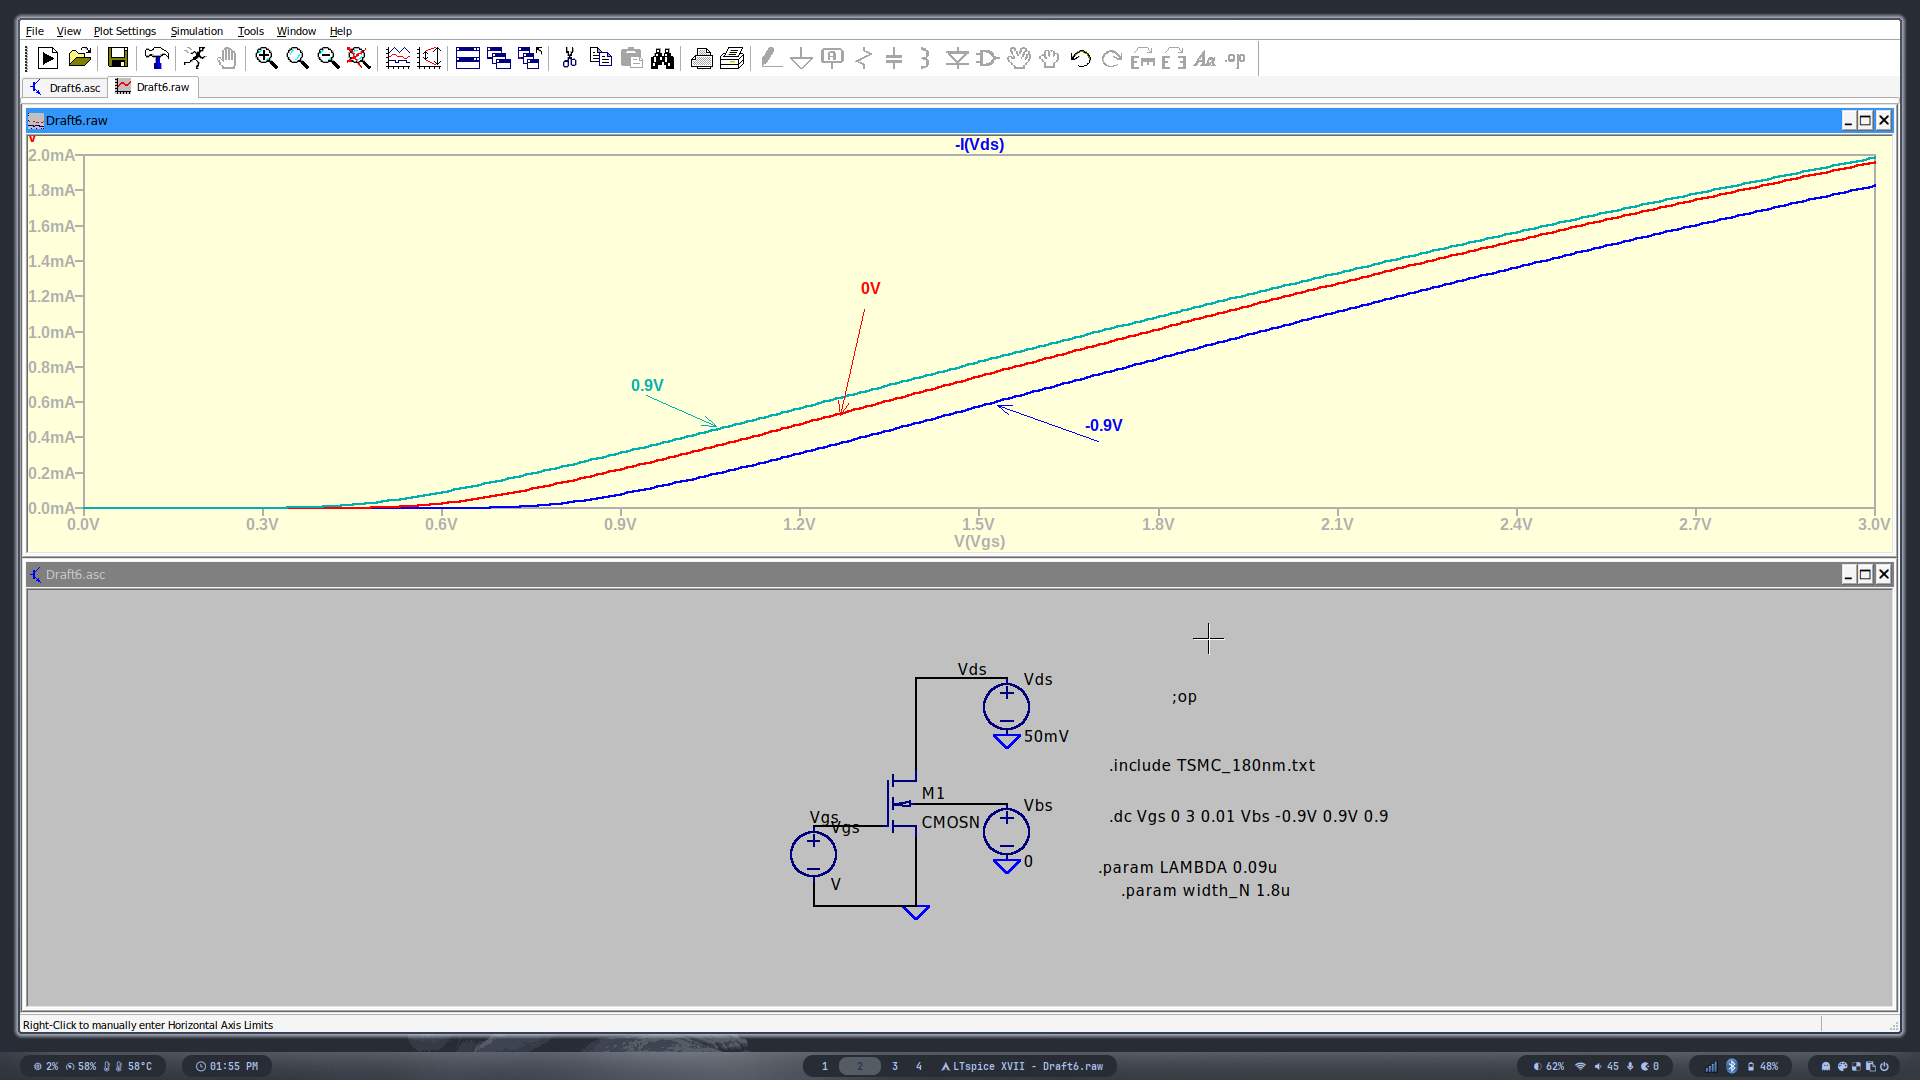 File View Plot Settings Simulation Tools Window Help
Draft6.asc Draft6.raw
Draft6.raw
-I(Vds)
2.0mA
1.8mA
1.6mA
1.4mA
1.2mA
1.0mA
0.8mA
0.6mA
0.4mA
0.2mA
0.0mA
0V
0.9V
-0.9V
0.0V 0.3V 0.6V 0.9V 1.2V 1.5V 1.8V 2.1V 2.4V 2.7V 3.0V
V(Vgs)
Draft6.asc
Vds
Vds
50mV
;op
.include TSMC_180nm.txt
M1
CMOSN
Vbs
0
Vgs
Vgs
V
.dc Vgs 0 3 0.01 Vbs -0.9V 0.9V 0.9
.param LAMBDA 0.09u
.param width_N 1.8u
Right-Click to manually enter Horizontal Axis Limits
2% 58% 58°C 01:55 PM 1 2 3 4 LTspice XVII - Draft6.raw 62% 45 0 48%